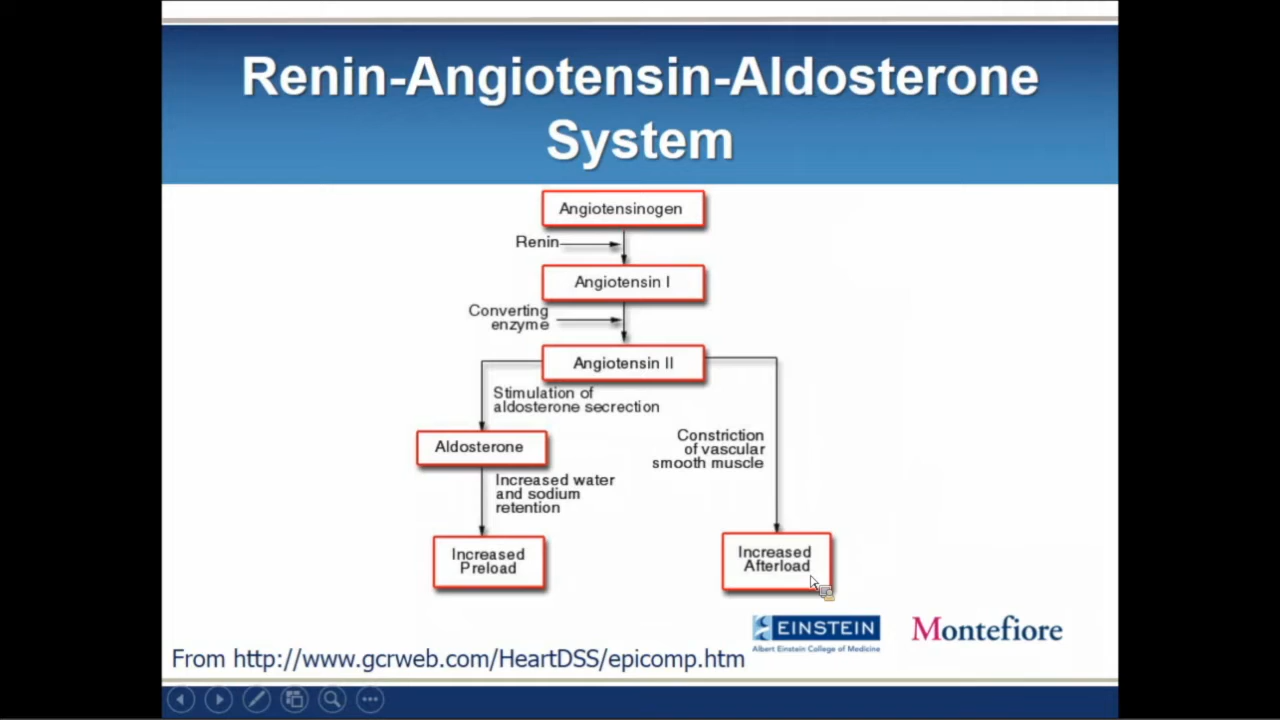 Renin-Angiotensin-Aldosterone
System
Angiotensinogen
Renin
Angiotensin I
Converting
enzyme
Angiotensin II
Stimulation of
aldosterone secrection
Aldosterone
Constriction
of vascular
smooth muscle
Increased water
and sodium
retention
Increased
Preload
Increased
Afterload
EINSTEIN
Albert Einstein College of Medicine
Montefiore
From http://www.gcrweb.com/HeartDSS/epicomp.htm